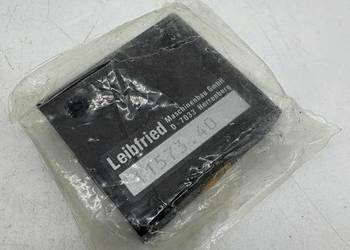 Leibfried Maschinenbau GmbH
D-7033 Herrenberg
11573.40